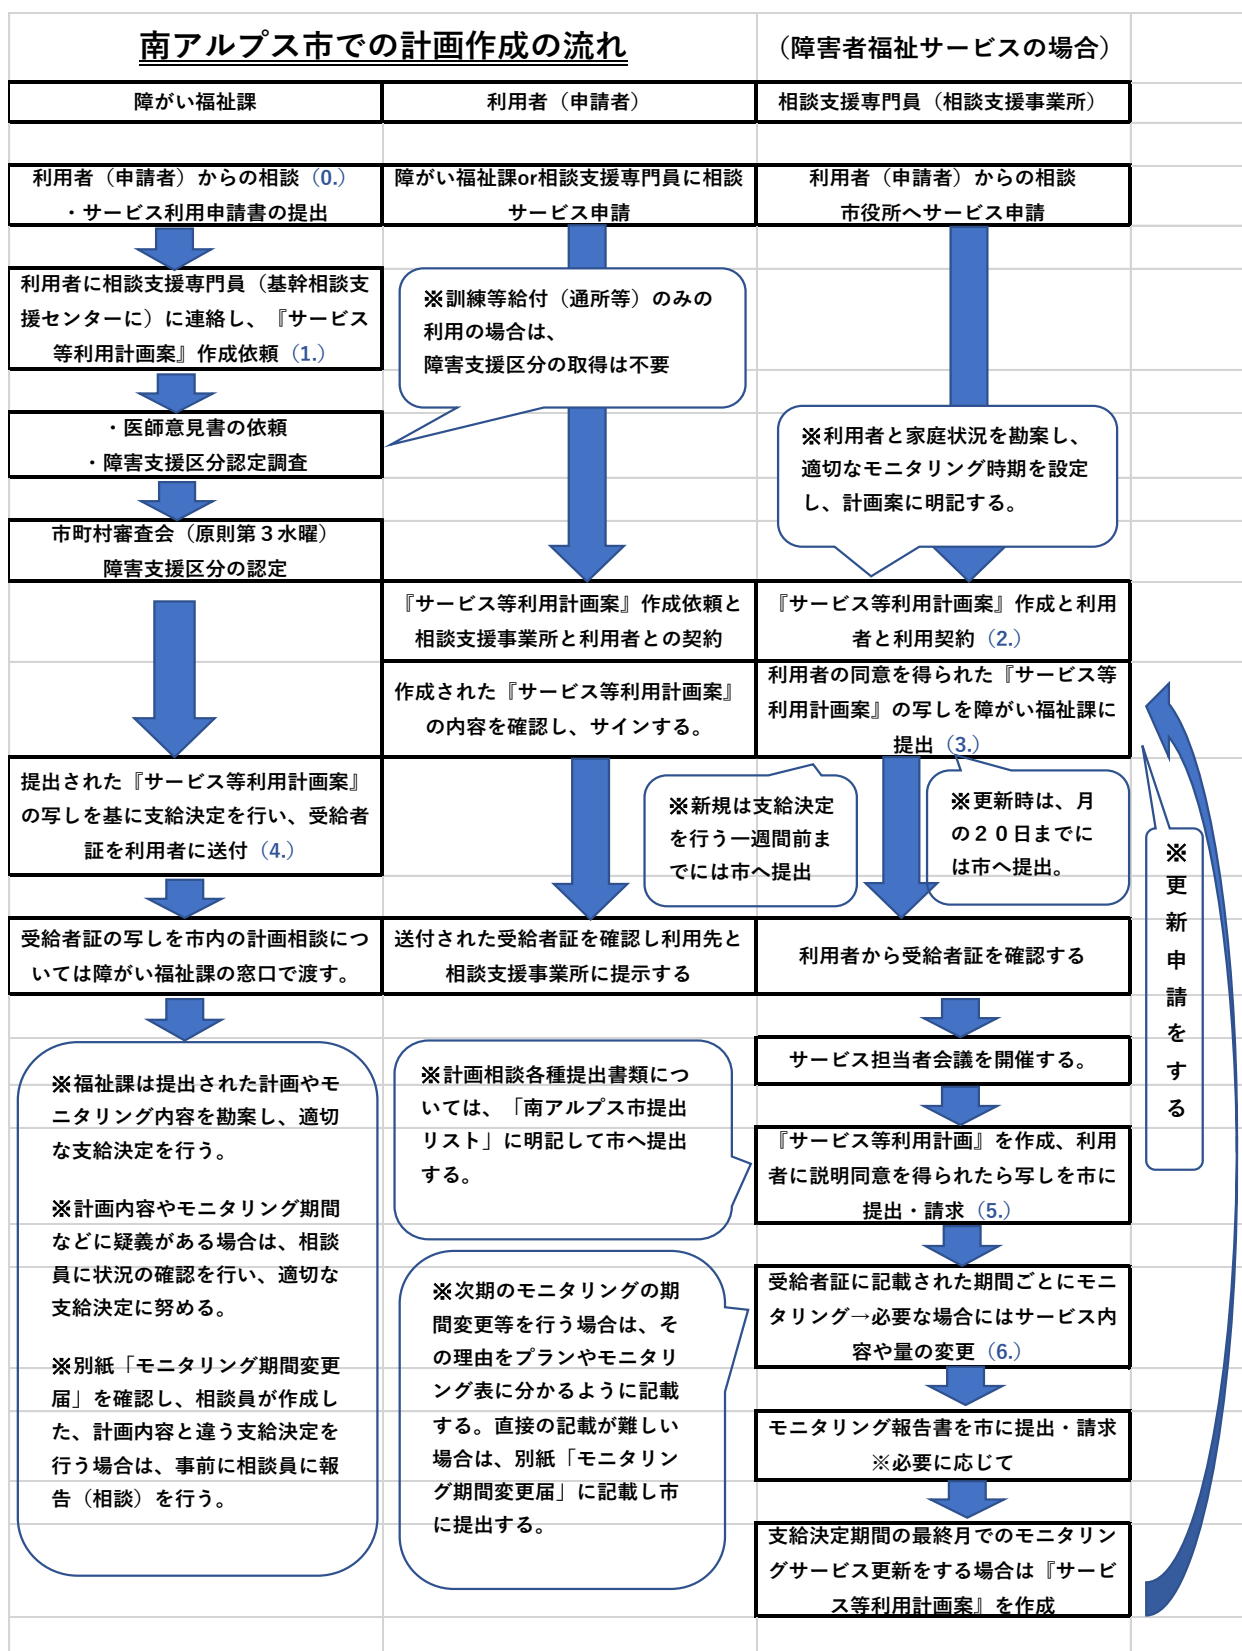 南アルプス市での計画作成の流れ
（障害者福祉サービスの場合）
障がい福祉課
利用者（申請者）
相談支援専門員（相談支援事業所）
利用者（申請者）からの相談（0.）
・サービス利用申請書の提出
障がい福祉課or相談支援専門員に相談
サービス申請
利用者（申請者）からの相談
市役所へサービス申請
利用者に相談支援専門員（基幹相談支
援センターに）に連絡し、『サービス
等利用計画案』作成依頼（1.）
※訓練等給付（通所等）のみの
利用の場合は、
障害支援区分の取得は不要
・医師意見書の依頼
・障害支援区分認定調査
※利用者と家庭状況を勘案し、
適切なモニタリング時期を設定
し、計画案に明記する。
市町村審査会（原則第３水曜）
障害支援区分の認定
『サービス等利用計画案』作成依頼と
相談支援事業所と利用者との契約
『サービス等利用計画案』作成と利用
者と利用契約（2.）
作成された『サービス等利用計画案』
の内容を確認し、サインする。
利用者の同意を得られた『サービス等
利用計画案』の写しを障がい福祉課に
提出（3.）
提出された『サービス等利用計画案』
の写しを基に支給決定を行い、受給者
証を利用者に送付（4.）
※新規は支給決定
を行う一週間前ま
でには市へ提出
※更新時は、月
の２０日までに
は市へ提出。
※更新申請をする
受給者証の写しを市内の計画相談につ
いては障がい福祉課の窓口で渡す。
送付された受給者証を確認し利用先と
相談支援事業所に提示する
利用者から受給者証を確認する
サービス担当者会議を開催する。
※福祉課は提出された計画やモ
ニタリング内容を勘案し、適切
な支給決定を行う。
※計画内容やモニタリング期間
などに疑義がある場合は、相談
員に状況の確認を行い、適切な
支給決定に努める。
※別紙「モニタリング期間変更
届」を確認し、相談員が作成し
た、計画内容と違う支給決定を
行う場合は、事前に相談員に報
告（相談）を行う。
※計画相談各種提出書類につ
いては、「南アルプス市提出
リスト」に明記して市へ提出
する。
『サービス等利用計画』を作成、利用
者に説明同意を得られたら写しを市に
提出・請求（5.）
※次期のモニタリングの期
間変更等を行う場合は、そ
の理由をプランやモニタリ
ング表に分かるように記載
する。直接の記載が難しい
場合は、別紙「モニタリン
グ期間変更届」に記載し市
に提出する。
受給者証に記載された期間ごとにモニ
タリング→必要な場合にはサービス内
容や量の変更（6.）
モニタリング報告書を市に提出・請求
※必要に応じて
支給決定期間の最終月でのモニタリン
グサービス更新をする場合は『サービ
ス等利用計画案』を作成